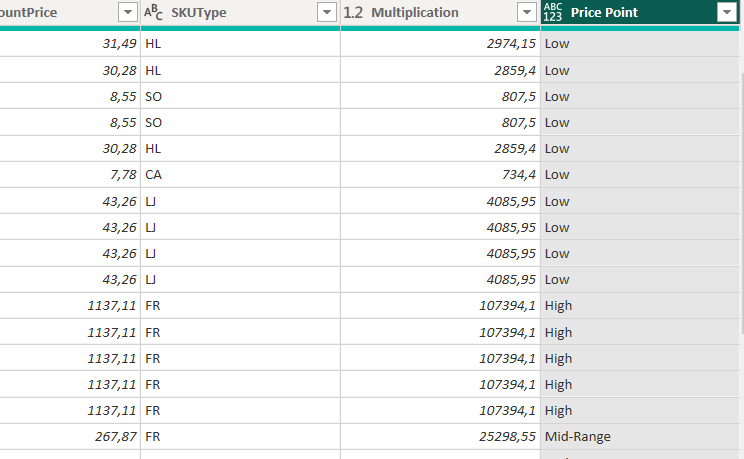 ountPrice ABC SKUType 1.2 Multiplication ABC 123 Price Point
31,49 HL 2974,15 Low
30,28 HL 2859,4 Low
8,55 SO 807,5 Low
8,55 SO 807,5 Low
30,28 HL 2859,4 Low
7,78 CA 734,4 Low
43,26 LJ 4085,95 Low
43,26 LJ 4085,95 Low
43,26 LJ 4085,95 Low
43,26 LJ 4085,95 Low
1137,11 FR 107394,1 High
1137,11 FR 107394,1 High
1137,11 FR 107394,1 High
1137,11 FR 107394,1 High
1137,11 FR 107394,1 High
267,87 FR 25298,55 Mid-Range